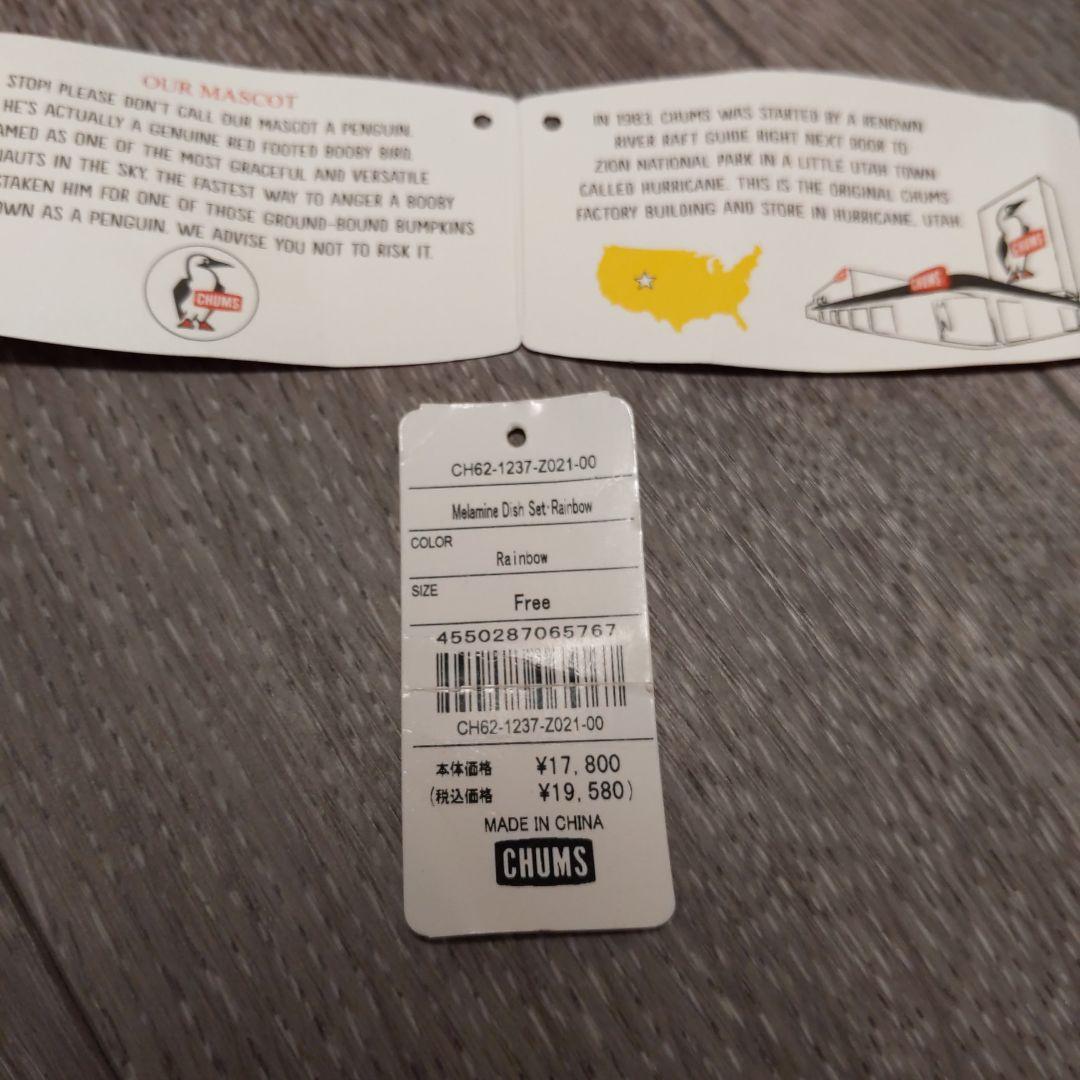 OUR MASCOT
STOP! PLEASE DON'T CALL OUR MASCOT A PENGUIN.
HE'S ACTUALLY A GENUINE RED FOOTED BOOBY BIRD.
AMED AS ONE OF THE MOST GRACEFUL AND VERSATILE
NAUTS IN THE SKY. THE FASTEST WAY TO ANGER A BOOBY
STAKEN HIM FOR ONE OF THOSE GROUND-BOUND BUMPKINS
OWN AS A PENGUIN. WE ADVISE YOU NOT TO RISK IT.
CHUMS
IN 1983, CHUMS WAS STARTED BY A RENOWN
RIVER RAFT GUIDE RIGHT NEXT DOOR TO
ZION NATIONAL PARK IN A LITTLE UTAH TOWN
CALLED HURRICANE. THIS IS THE ORIGINAL CHUMS
FACTORY BUILDING AND STORE IN HURRICANE, UTAH.
CHUMS
CHUMS
CH62-1237-Z021-00
Melamine Dish Set･Rainbow
COLOR
Rainbow
SIZE
Free
4550287065767
CH62-1237-Z021-00
本体価格 ¥17,800
(税込価格 ¥19,580)
MADE IN CHINA
CHUMS